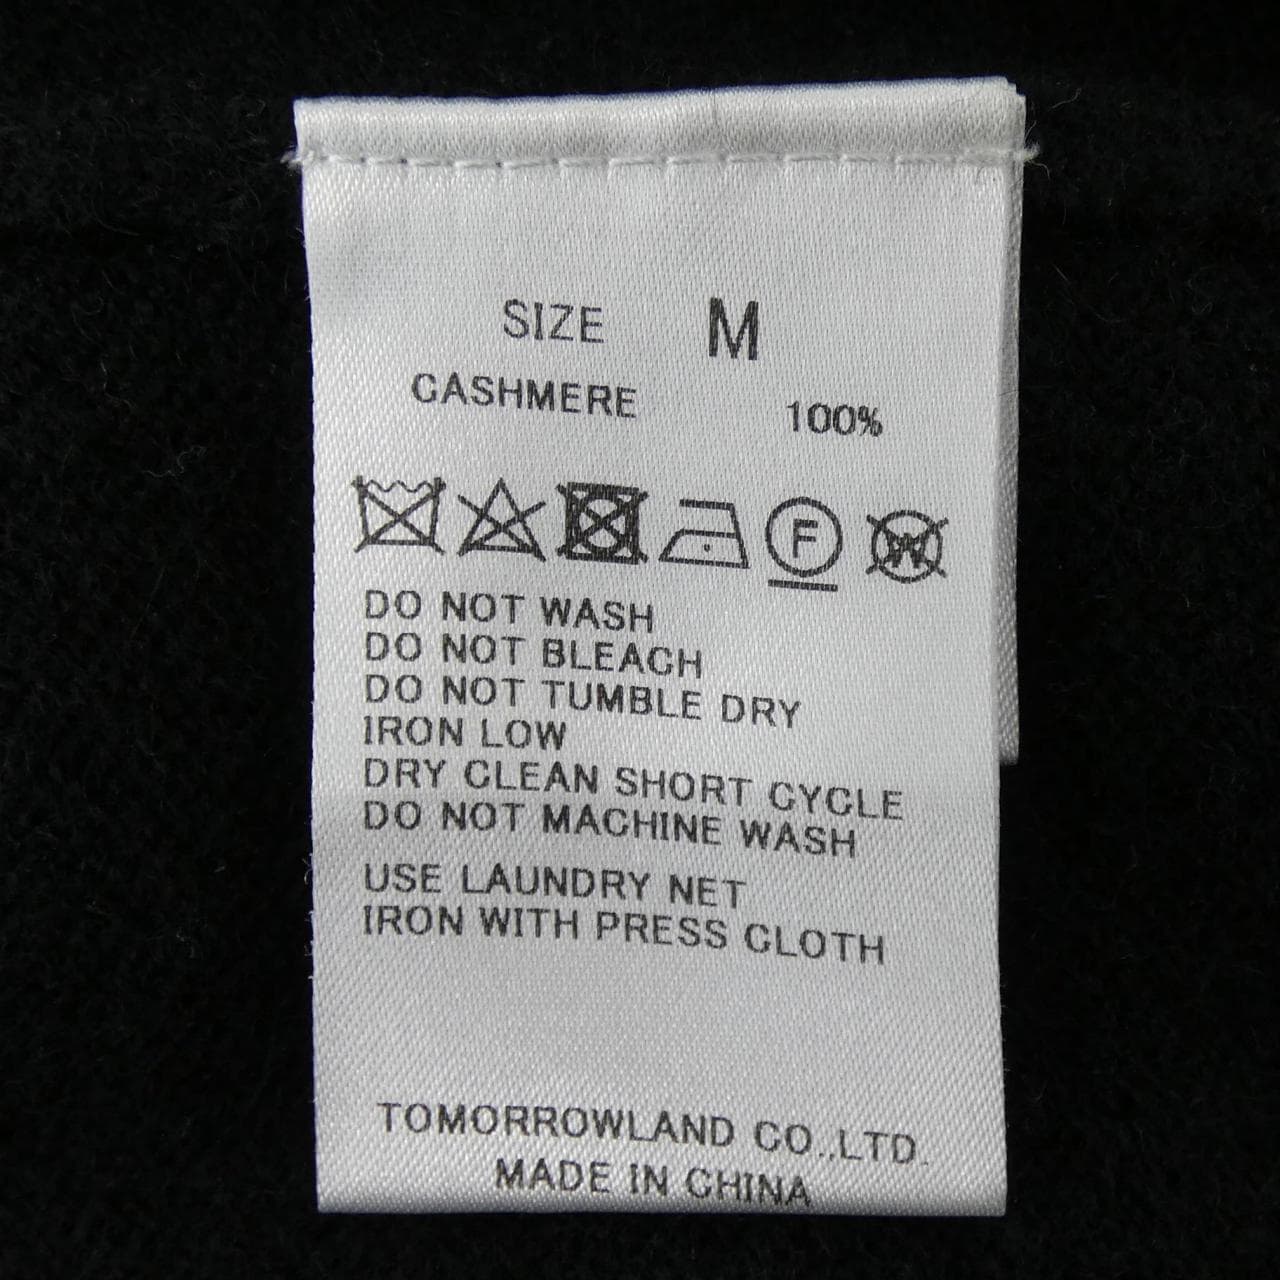 SIZE M
CASHMERE 100%
F W
DO NOT WASH
DO NOT BLEACH
DO NOT TUMBLE DRY
IRON LOW
DRY CLEAN SHORT CYCLE
DO NOT MACHINE WASH
USE LAUNDRY NET
IRON WITH PRESS CLOTH
TOMORROWLAND CO.,LTD.
MADE IN CHINA